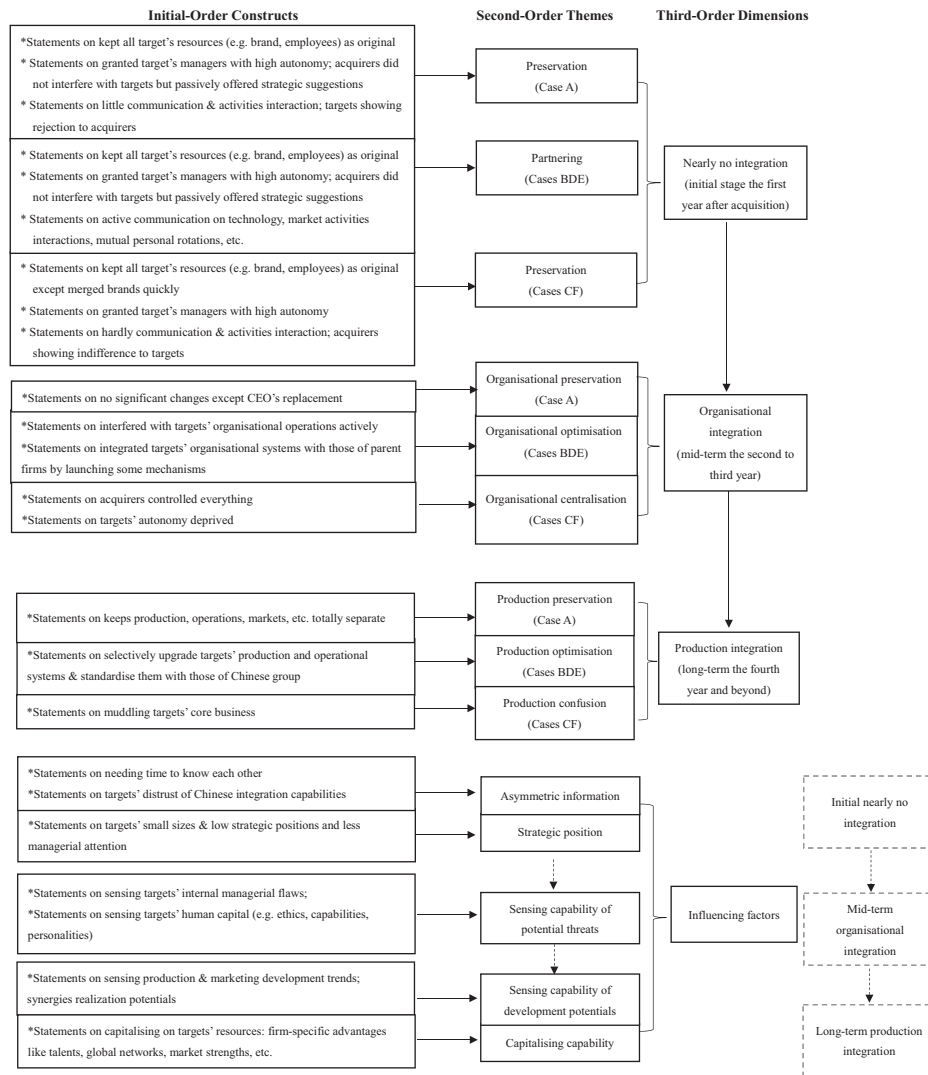 Initial-Order Constructs
Second-Order Themes
Third-Order Dimensions
*Statements on kept all target's resources (e.g. brand, employees) as original
* Statements on granted target's managers with high autonomy; acquirers did
not interfere with targets but passively offered strategic suggestions
* Statements on little communication & activities interaction; targets showing
rejection to acquirers
Preservation
(Case A)
* Statements on kept all target's resources (e.g. brand, employees) as original
* Statements on granted target's managers with high autonomy; acquirers did
not interfere with targets but passively offered strategic suggestions
* Statements on active communication on technology, market activities
interactions, mutual personal rotations, etc.
Partnering
(Cases BDE)
Nearly no integration
(initial stage the first
year after acquisition)
* Statements on kept all target's resources (e.g. brand, employees) as original
except merged brands quickly
* Statements on granted target's managers with high autonomy
* Statements on hardly communication & activities interaction; acquirers
showing indifference to targets
Preservation
(Cases CF)
*Statements on no significant changes except CEO's replacement
Organisational preservation
(Case A)
*Statements on interfered with targets' organisational operations actively
*Statements on integrated targets' organisational systems with those of parent
firms by launching some mechanisms
Organisational optimisation
(Cases BDE)
Organisational
integration
(mid-term the second to
third year)
*Statements on acquirers controlled everything
*Statements on targets' autonomy deprived
Organisational centralisation
(Cases CF)
*Statements on keeps production, operations, markets, etc. totally separate
Production preservation
(Case A)
*Statements on selectively upgrade targets' production and operational
systems & standardise them with those of Chinese group
Production optimisation
(Cases BDE)
Production integration
(long-term the fourth
year and beyond)
*Statements on muddling targets' core business
Production confusion
(Cases CF)
*Statements on needing time to know each other
*Statements on targets' distrust of Chinese integration capabilities
Asymmetric information
*Statements on targets' small sizes & low strategic positions and less
managerial attention
Strategic position
*Statements on sensing targets' internal managerial flaws;
*Statements on sensing targets' human capital (e.g. ethics, capabilities,
personalities)
Sensing capability of
potential threats
Influencing factors
*Statements on sensing production & marketing development trends;
synergies realization potentials
Sensing capability of
development potentials
*Statements on capitalising on targets' resources: firm-specific advantages
like talents, global networks, market strengths, etc.
Capitalising capability
Initial nearly no
integration
Mid-term
organisational
integration
Long-term production
integration